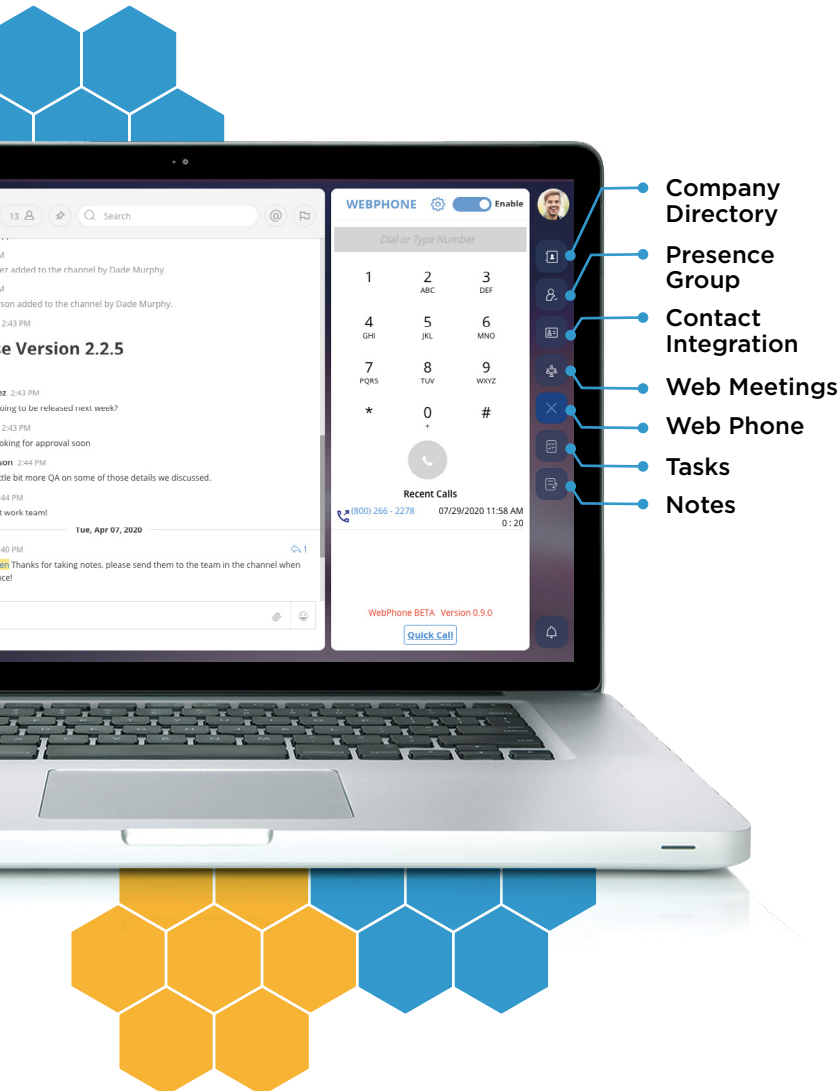 13
Search
@
added to the channel by Dade Murphy.
added to the channel by Dade Murphy.
2:43 PM
Version 2.2.5
2:43 PM
to be released next week?
2:43 PM
for approval soon
2:44 PM
bit more QA on some of those details we discussed.
PM
work team!
Tue, Apr 07, 2020
PM
1
Thanks for taking notes, please send them to the team in the channel when
WEBPHONE
Enable
Dial or Type Number
1 2 3
ABC DEF
4 5 6
GHI JKL MNO
7 8 9
PQRS TUV WXYZ
* 0 #
+
Recent Calls
(800) 266 - 2278 07/29/2020 11:58 AM
0 : 20
WebPhone BETA Version 0.9.0
Quick Call
Company
Directory
Presence
Group
Contact
Integration
Web Meetings
Web Phone
Tasks
Notes